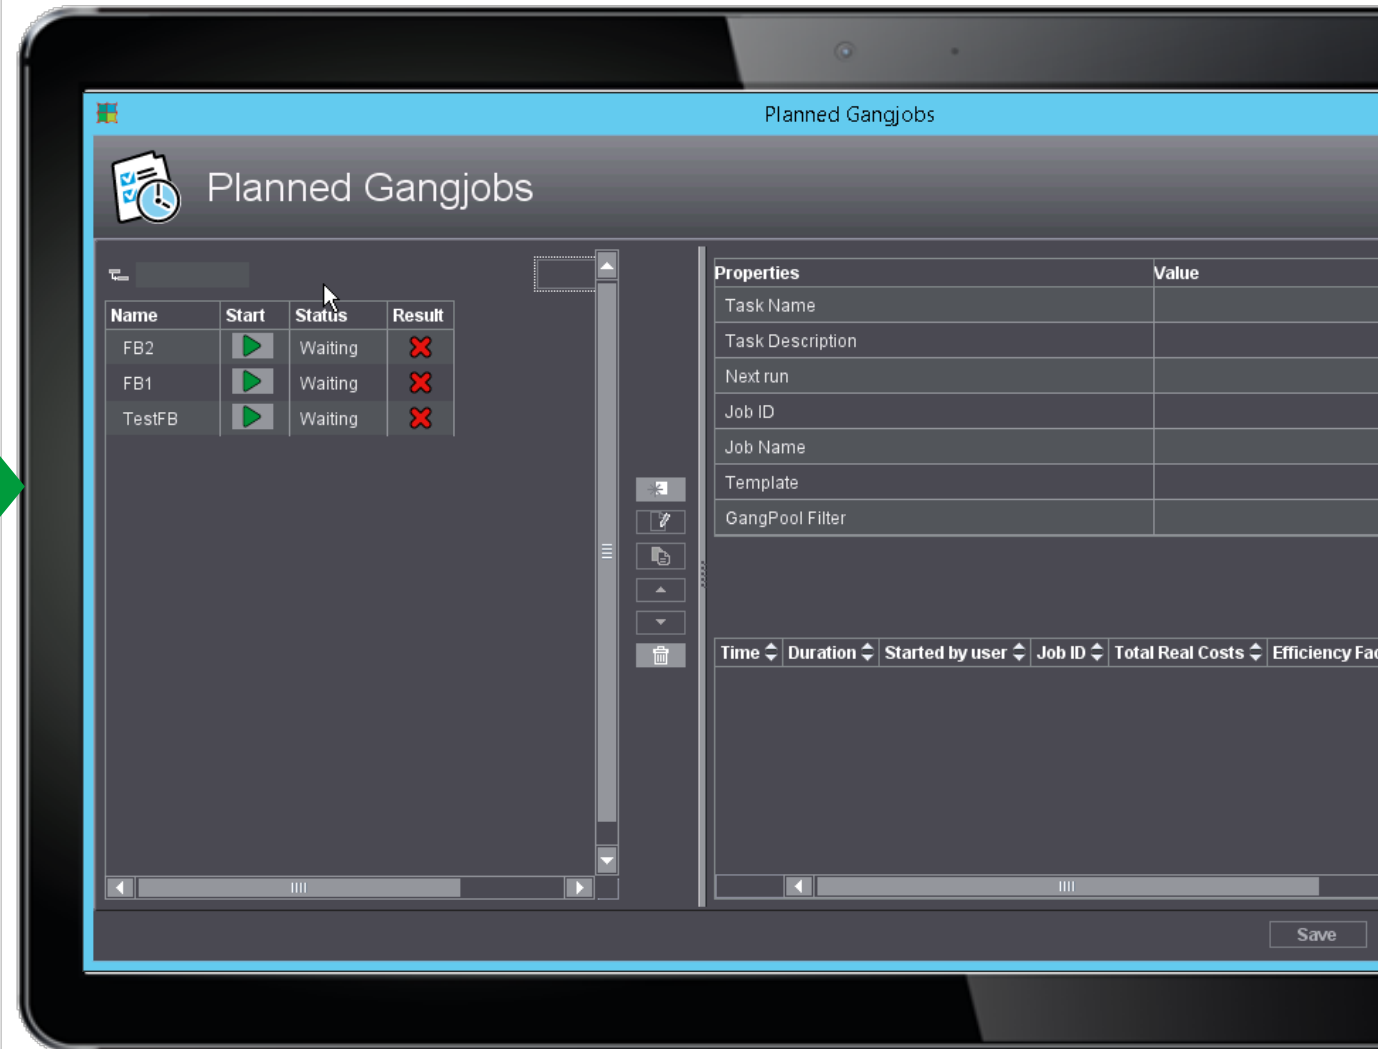 Planned Gangjobs
Planned Gangjobs
Name Start Status Result
FB2 Waiting
FB1 Waiting
TestFB Waiting
Properties Value
Task Name
Task Description
Next run
Job ID
Job Name
Template
GangPool Filter
Time Duration Started by user Job ID Total Real Costs Efficiency Fac
Save